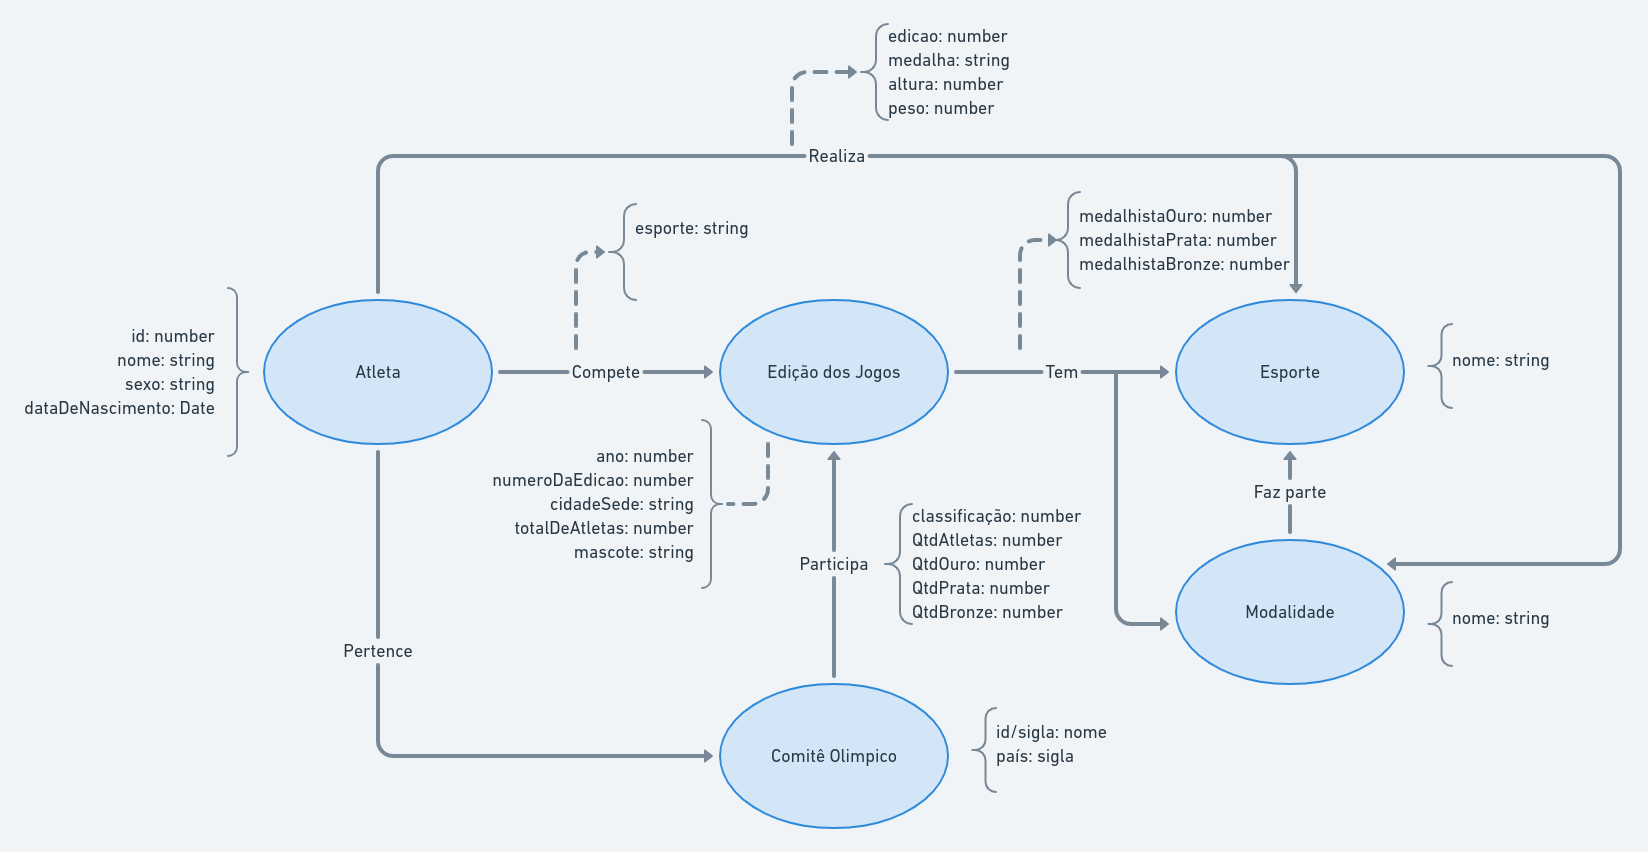 edicao: number
medalha: string
altura: number
peso: number
Realiza
esporte: string
medalhistaOuro: number
medalhistaPrata: number
medalhistaBronze: number
id: number
nome: string
sexo: string
dataDeNascimento: Date
Atleta
Compete
Edição dos Jogos
Tem
Esporte
nome: string
ano: number
numeroDaEdicao: number
cidadeSede: string
totalDeAtletas: number
mascote: string
Faz parte
Participa
classificação: number
QtdAtletas: number
QtdOuro: number
QtdPrata: number
QtdBronze: number
Modalidade
nome: string
Pertence
Comitê Olimpico
id/sigla: nome
país: sigla